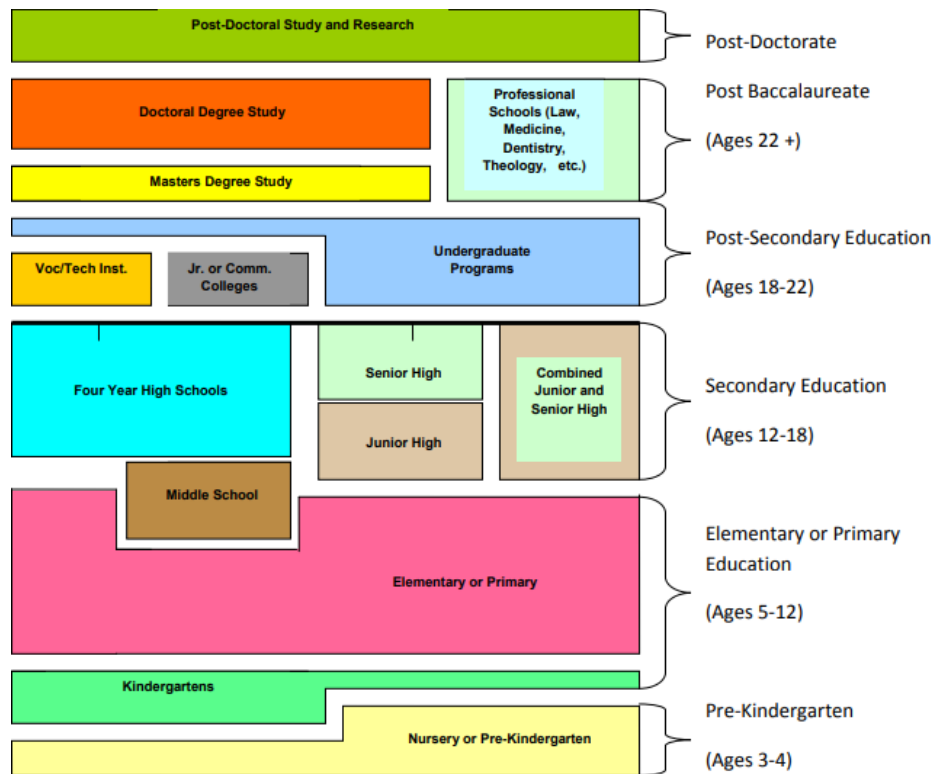 Post-Doctoral Study and Research
Post-Doctorate
Doctoral Degree Study
Professional
Schools (Law,
Medicine,
Dentistry,
Theology, etc.)
Post Baccalaureate
(Ages 22 +)
Masters Degree Study
Undergraduate
Programs
Post-Secondary Education
(Ages 18-22)
Voc/Tech Inst.
Jr. or Comm.
Colleges
Four Year High Schools
Senior High
Combined
Junior and
Senior High
Secondary Education
(Ages 12-18)
Junior High
Middle School
Elementary or Primary
Education
(Ages 5-12)
Elementary or Primary
Kindergartens
Pre-Kindergarten
(Ages 3-4)
Nursery or Pre-Kindergarten